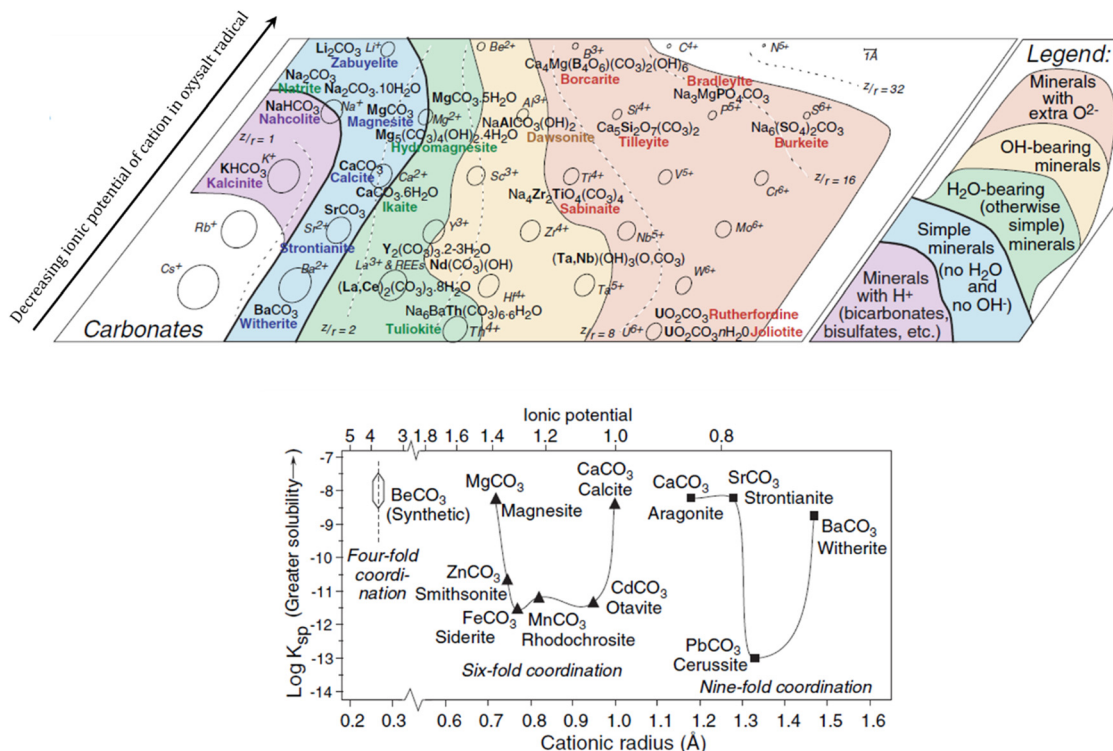 Decreasing ionic potential of cation in oxysalt radical
Carbonates
Li2CO3 Li+
Zabuyelite
Na2CO3
Natrite Na2CO3.10H2O
NaHCO3 Na+
Nahcolite
z/r = 1
K+
KHCO3
Kalcinite
Rb+
Cs+
MgCO3
Magnesite
Mg2+
CaCO3
Calcite
Ca2+
SrCO3
Sr2+
Strontianite
Ba2+
BaCO3
Witherite
Be2+
MgCO3.5H2O
Mg5(CO3)4(OH)2.4H2O
Hydromagnesite
CaCO3.6H2O
Ikaite
Sc3+
Y3+
Y2(CO3)3.2-3H2O
La3+ & REEs
Nd(CO3)(OH)
(La,Ce)2(CO3)3.8H2O
Hf4+
Na6BaTh(CO3)6·6H2O
Tuliokite
Th4+
z/r = 2
Al3+
NaAlCO3(OH)2
Dawsonite
B3+
Ca4Mg(B4O6)(CO3)2(OH)6
Borcarite
C4+
N5+
1Å
z/r = 32
Bradleyite
Na3MgPO4CO3
Si4+
P5+
S6+
Ca5Si2O7(CO3)2
Tilleyite
Na6(SO4)2CO3
Burkeite
Ti4+
V5+
Cr6+
z/r = 16
Na4Zr2TiO4(CO3)4
Sabinaite
Zr4+
Nb5+
Mo6+
(Ta,Nb)(OH)3(O,CO3)
Ta5+
W6+
z/r = 8
U6+
UO2CO3 Rutherfordine
UO2CO3nH2O Joliotite
Legend:
Minerals
with
extra O2-
OH-bearing
minerals
H2O-bearing
(otherwise
simple)
minerals
Simple
minerals
(no H2O
and
no OH-)
Minerals
with H+
(bicarbonates,
bisulfates, etc.)
Ionic potential
5 4 3 1.8 1.6 1.4 1.2 1.0 0.8
Log Ksp (Greater solubility→)
-7
-8
-9
-10
-11
-12
-13
-14
BeCO3
(Synthetic)
Four-fold
coordi-
nation
MgCO3
Magnesite
ZnCO3
Smithsonite
FeCO3
Siderite
MnCO3
Rhodochrosite
CdCO3
Otavite
CaCO3
Calcite
Six-fold coordination
CaCO3
Aragonite
SrCO3
Strontianite
BaCO3
Witherite
PbCO3
Cerussite
Nine-fold coordination
0.2 0.3 0.6 0.7 0.8 0.9 1.0 1.1 1.2 1.3 1.4 1.5 1.6
Cationic radius (Å)